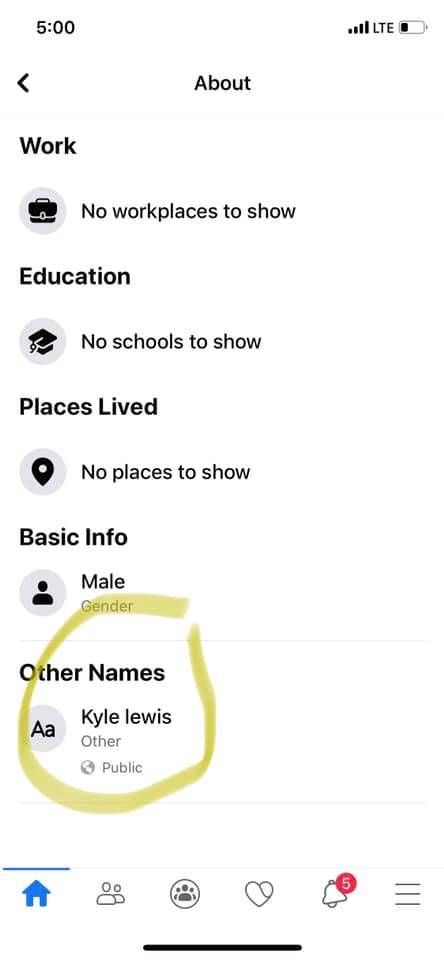 5:00
LTE
About
Work
No workplaces to show
Education
No schools to show
Places Lived
No places to show
Basic Info
Male
Gender
Other Names
Aa
Kyle lewis
Other
Public
5